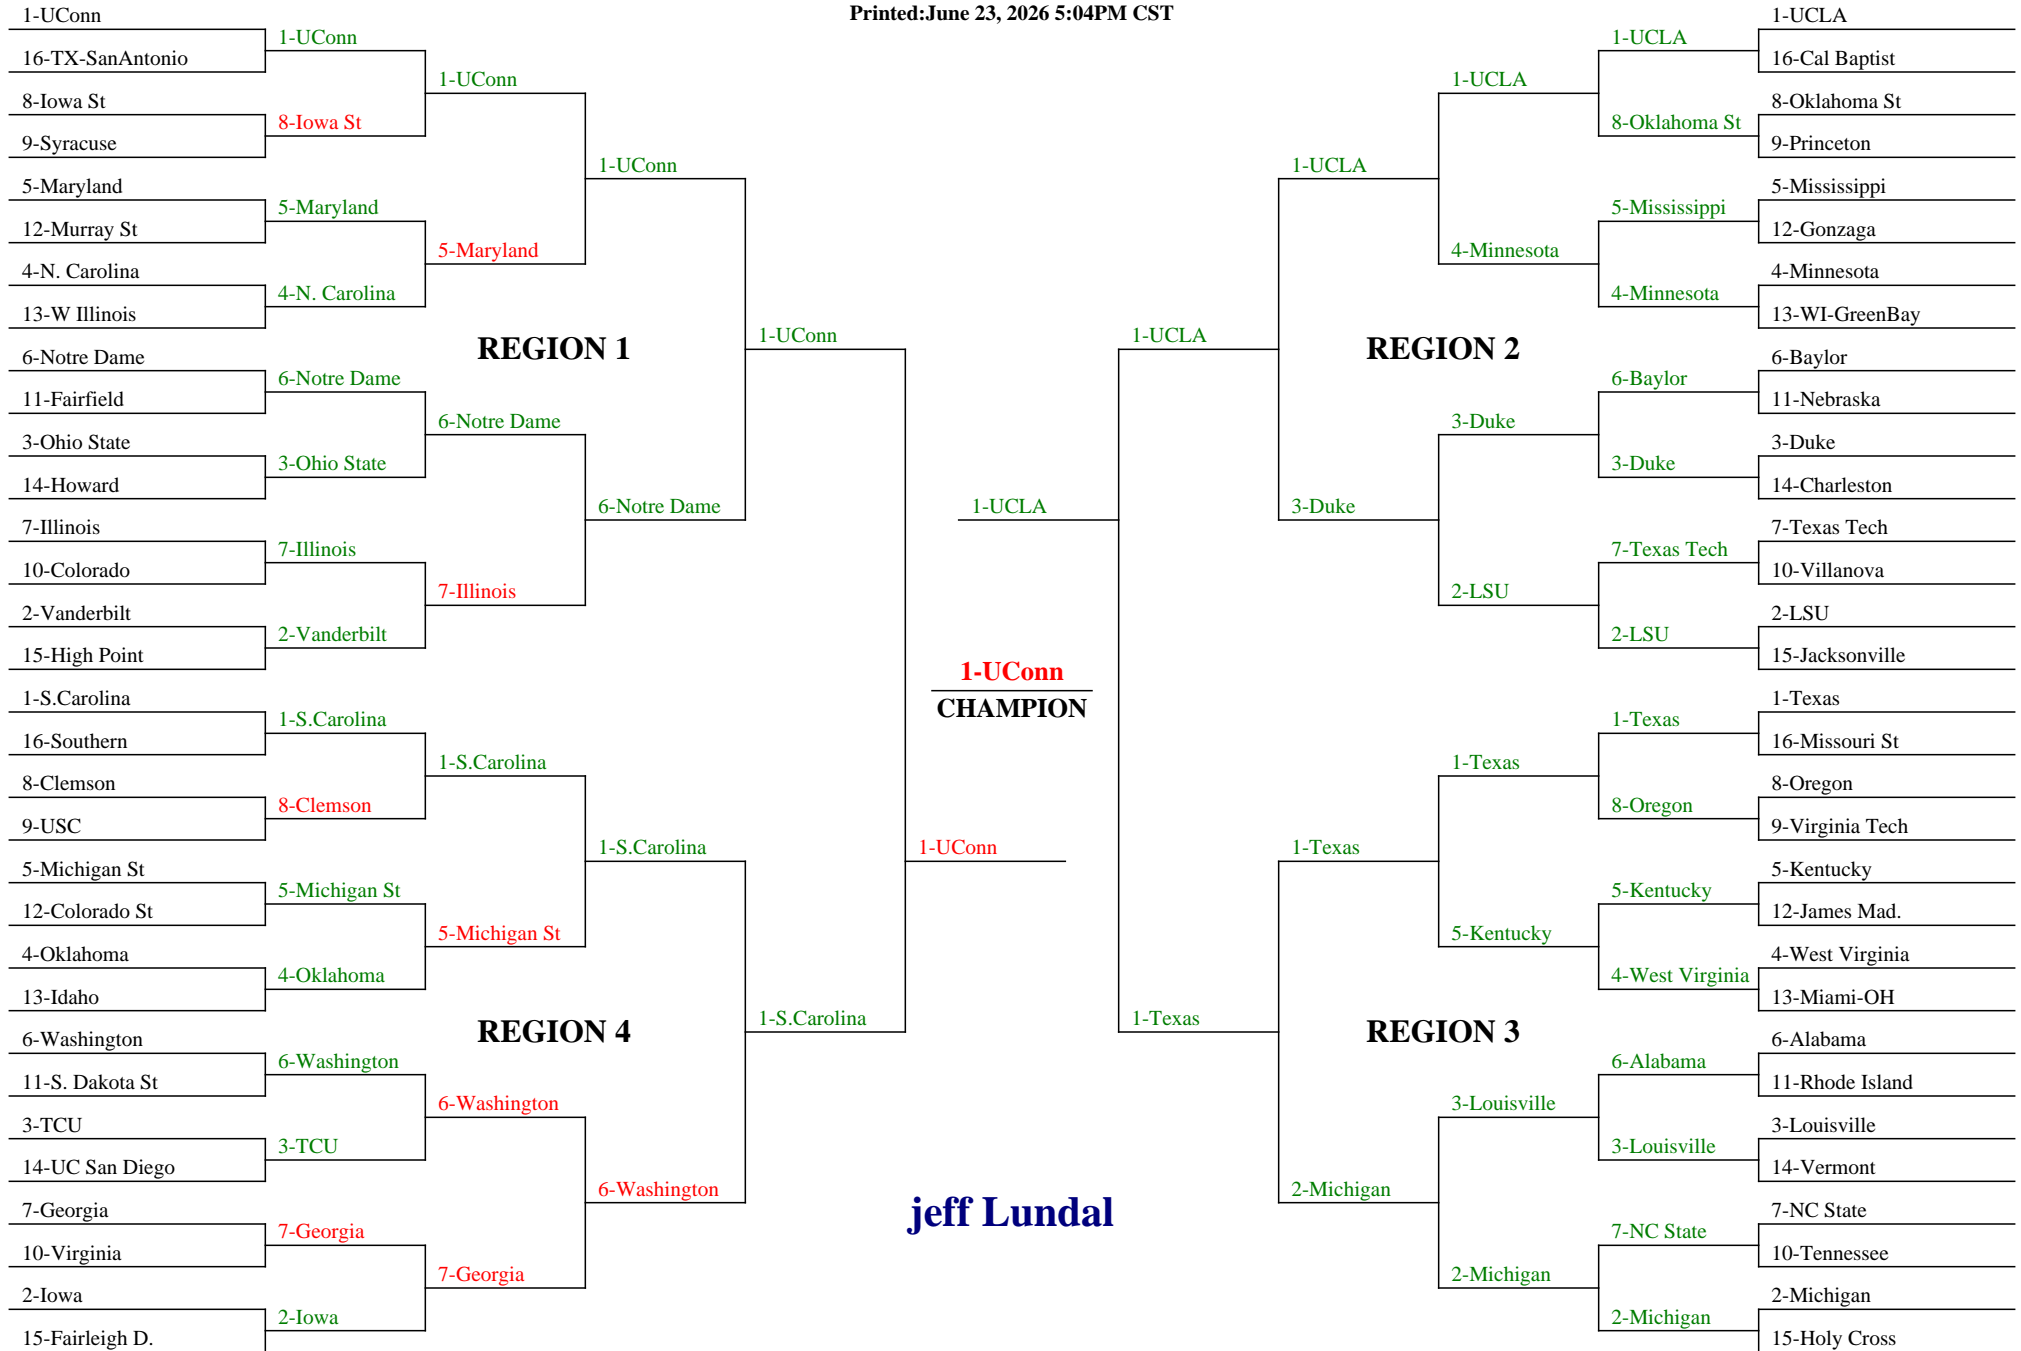 Printed:June 23, 2026 5:04PM CST
1-UConn
16-TX-SanAntonio
8-Iowa St
9-Syracuse
5-Maryland
12-Murray St
4-N. Carolina
13-W Illinois
6-Notre Dame
11-Fairfield
3-Ohio State
14-Howard
7-Illinois
10-Colorado
2-Vanderbilt
15-High Point
1-S.Carolina
16-Southern
8-Clemson
9-USC
5-Michigan St
12-Colorado St
4-Oklahoma
13-Idaho
6-Washington
11-S. Dakota St
3-TCU
14-UC San Diego
7-Georgia
10-Virginia
2-Iowa
15-Fairleigh D.
1-UConn
8-Iowa St
5-Maryland
4-N. Carolina
6-Notre Dame
3-Ohio State
7-Illinois
2-Vanderbilt
1-S.Carolina
8-Clemson
5-Michigan St
4-Oklahoma
6-Washington
3-TCU
7-Georgia
2-Iowa
1-UConn
5-Maryland
REGION 1
6-Notre Dame
7-Illinois
1-S.Carolina
5-Michigan St
REGION 4
6-Washington
7-Georgia
1-UConn
6-Notre Dame
1-S.Carolina
6-Washington
1-UConn
1-S.Carolina
1-UConn
1-UCLA
1-UConn
CHAMPION
jeff Lundal
1-UCLA
1-Texas
1-UCLA
3-Duke
1-Texas
2-Michigan
1-UCLA
4-Minnesota
REGION 2
3-Duke
2-LSU
1-Texas
5-Kentucky
REGION 3
3-Louisville
2-Michigan
1-UCLA
8-Oklahoma St
5-Mississippi
4-Minnesota
6-Baylor
3-Duke
7-Texas Tech
2-LSU
1-Texas
8-Oregon
5-Kentucky
4-West Virginia
6-Alabama
3-Louisville
7-NC State
2-Michigan
1-UCLA
16-Cal Baptist
8-Oklahoma St
9-Princeton
5-Mississippi
12-Gonzaga
4-Minnesota
13-WI-GreenBay
6-Baylor
11-Nebraska
3-Duke
14-Charleston
7-Texas Tech
10-Villanova
2-LSU
15-Jacksonville
1-Texas
16-Missouri St
8-Oregon
9-Virginia Tech
5-Kentucky
12-James Mad.
4-West Virginia
13-Miami-OH
6-Alabama
11-Rhode Island
3-Louisville
14-Vermont
7-NC State
10-Tennessee
2-Michigan
15-Holy Cross